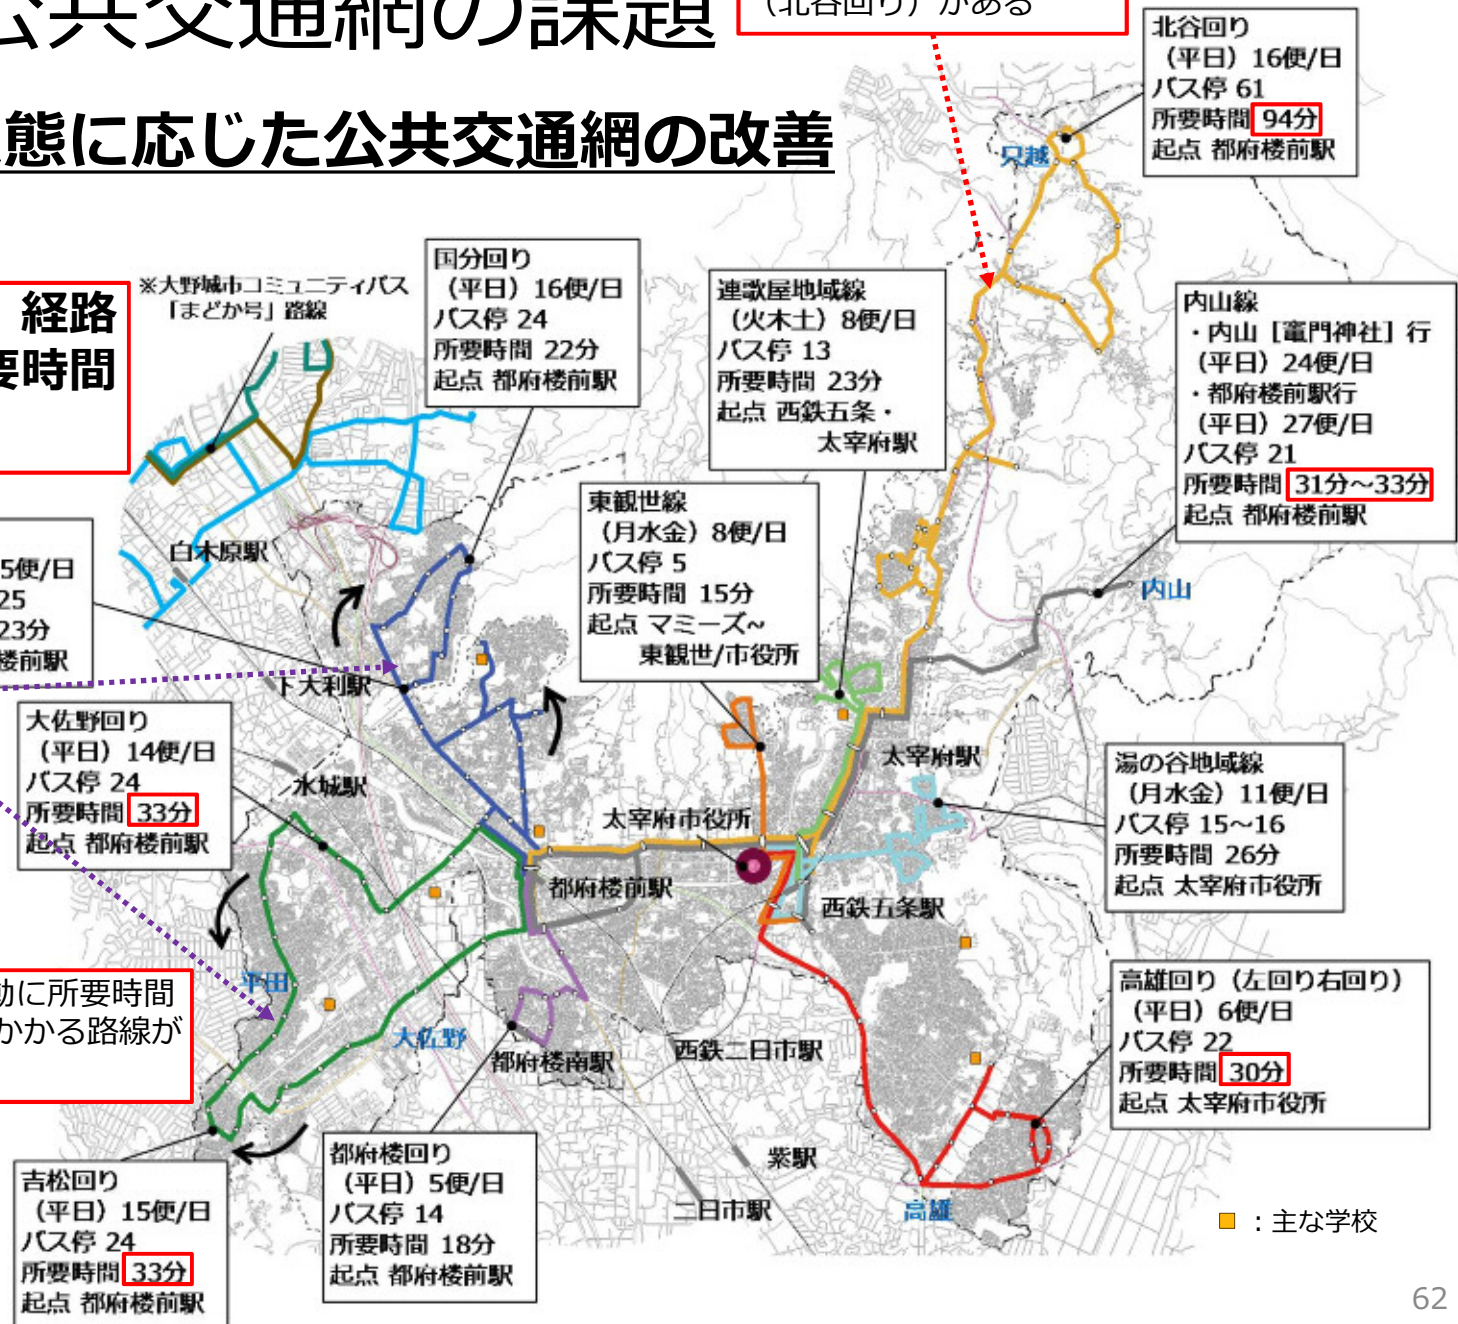 公共交通網の課題
(北谷回り)がある
態に応じた公共交通網の改善
北谷回り
(平日)16便/日
バス停 61
所要時間 94分
起点 都府楼前駅
只越
経路
要時間
※大野城市コミュニティバス
「まどか号」路線
国分回り
(平日)16便/日
バス停 24
所要時間 22分
起点 都府楼前駅
連歌屋地域線
(火木土)8便/日
バス停 13
所要時間 23分
起点 西鉄五条・
太宰府駅
内山線
・内山[竈門神社]行
(平日)24便/日
・都府楼前駅行
(平日)27便/日
バス停 21
所要時間 31分～33分
起点 都府楼前駅
東観世線
(月水金)8便/日
バス停 5
所要時間 15分
起点 マミーズ~
東観世/市役所
白木原駅
5便/日
25
23分
楼前駅
内山
下大利駅
大佐野回り
(平日)14便/日
バス停 24
所要時間 33分
起点 都府楼前駅
水城駅
太宰府駅
太宰府市役所
湯の谷地域線
(月水金)11便/日
バス停 15～16
所要時間 26分
起点 太宰府市役所
都府楼前駅
西鉄五条駅
平田
動に所要時間
かかる路線が
大佐野
都府楼南駅
西鉄二日市駅
高雄回り(左回り右回り)
(平日)6便/日
バス停 22
所要時間 30分
起点 太宰府市役所
吉松回り
(平日)15便/日
バス停 24
所要時間 33分
起点 都府楼前駅
都府楼回り
(平日)5便/日
バス停 14
所要時間 18分
起点 都府楼前駅
紫駅
二日市駅
高雄
:主な学校
62